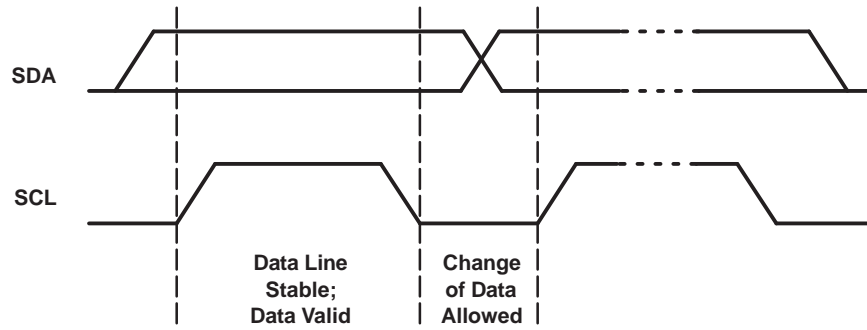 SDA
SCL
Data Line
Stable;
Data Valid
Change
of Data
Allowed